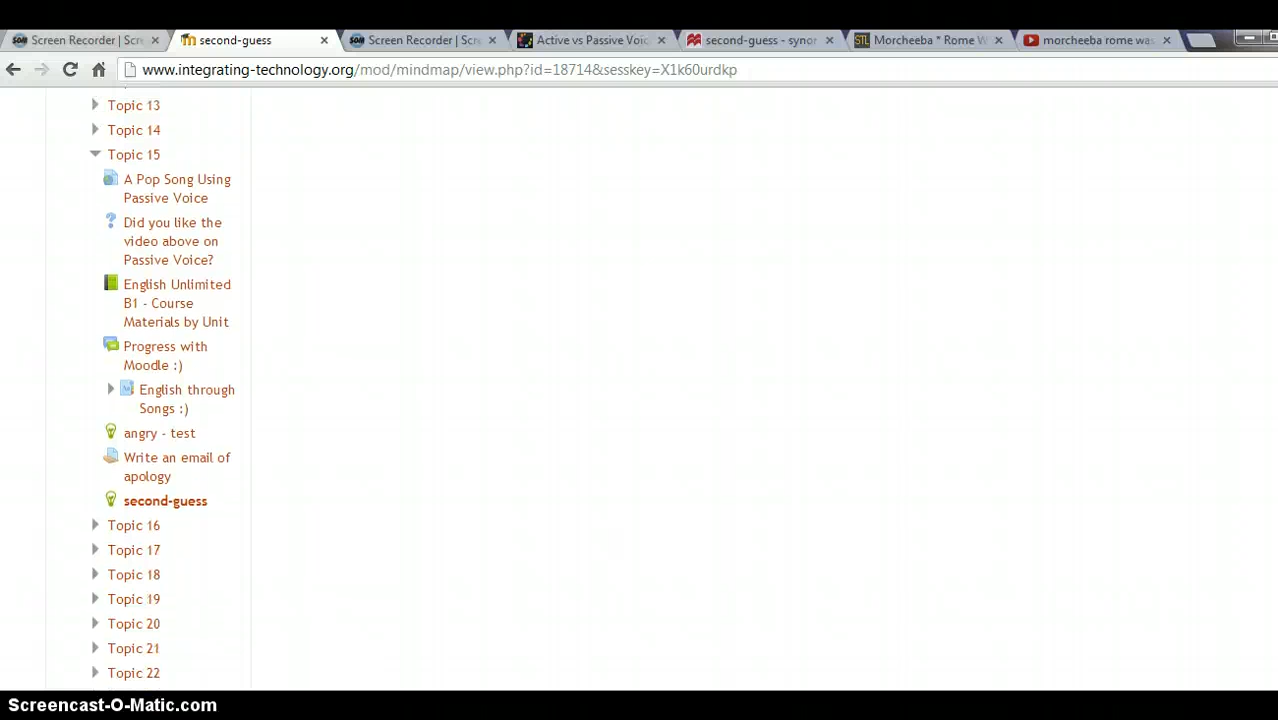 Screen Recorder | Scr
second-guess
Screen Recorder | Scr
Active vs Passive Voic
second-guess - synor
Morcheeba * Rome W
morcheeba rome was
www.integrating-technology.org/mod/mindmap/view.php?id=18714&sesskey=X1k60urdkp
Topic 13
Topic 14
Topic 15
A Pop Song Using
Passive Voice
Did you like the
video above on
Passive Voice?
English Unlimited
B1 - Course
Materials by Unit
Progress with
Moodle :)
English through
Songs :)
angry - test
Write an email of
apology
second-guess
Topic 16
Topic 17
Topic 18
Topic 19
Topic 20
Topic 21
Topic 22
Screencast-O-Matic.com